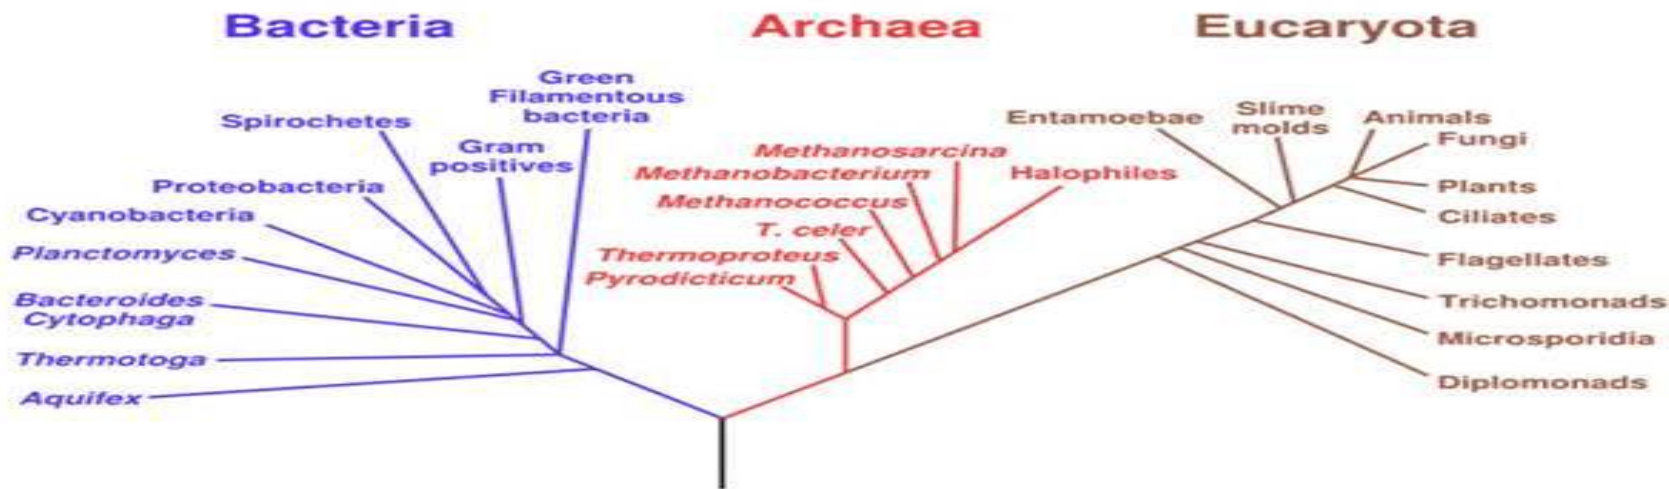 Bacteria
Archaea
Eucaryota
Green
Filamentous
bacteria
Spirochetes
Gram
positives
Proteobacteria
Cyanobacteria
Planctomyces
Bacteroides
Cytophaga
Thermotoga
Aquifex
Methanosarcina
Methanobacterium
Halophiles
Methanococcus
T. celer
Thermoproteus
Pyrodicticum
Entamoebae
Slime
molds
Animals
Fungi
Plants
Ciliates
Flagellates
Trichomonads
Microsporidia
Diplomonads